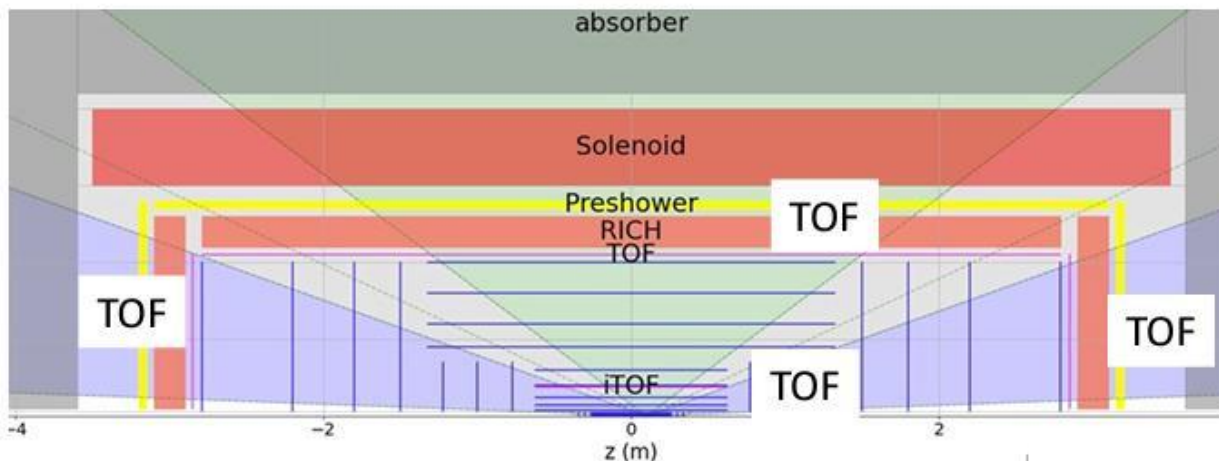 absorber
Solenoid
Preshower
TOF
RICH
TOF
TOF
TOF
iTOF
TOF
-4
-2
0
2
z (m)